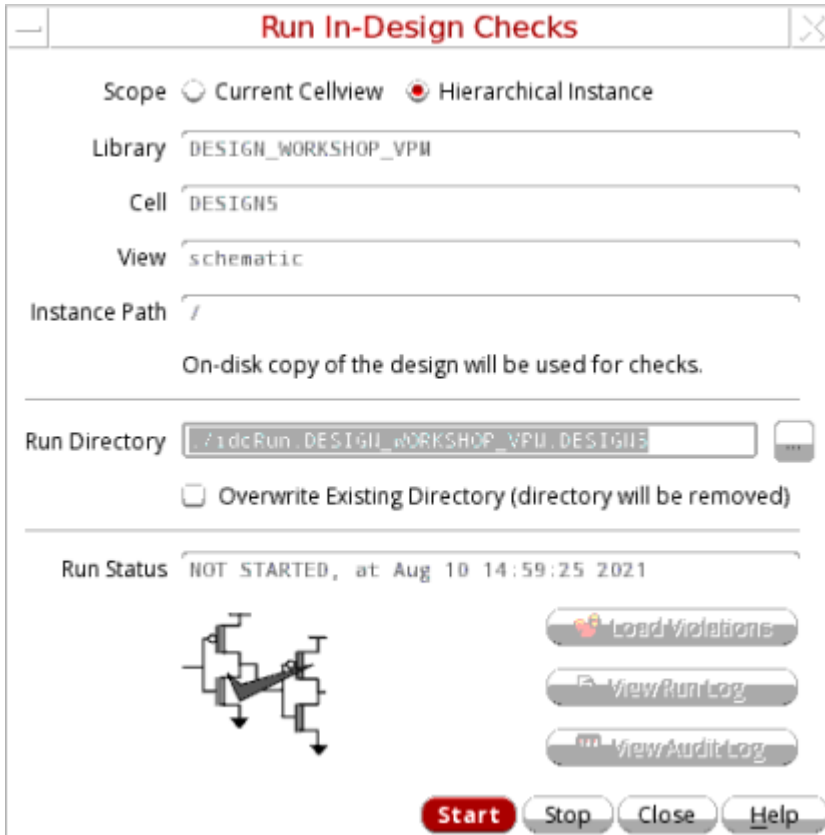 Run In-Design Checks
Scope Current Cellview Hierarchical Instance
Library DESIGN_WORKSHOP_VPW
Cell DESIGN5
View schematic
Instance Path /
On-disk copy of the design will be used for checks.
Run Directory ./idcRun.DESIGN_WORKSHOP_VPW.DESIGN5 ...
Overwrite Existing Directory (directory will be removed)
Run Status NOT STARTED, at Aug 10 14:59:25 2021
Load Violations
View Run Log
View Audit Log
Start Stop Close Help